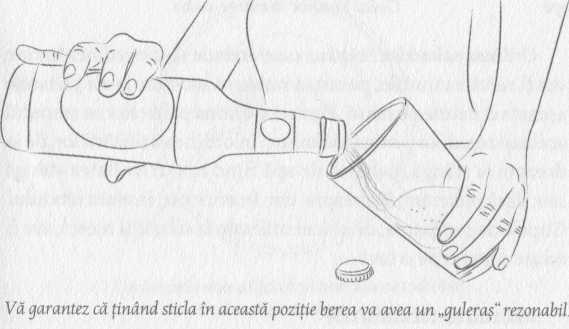 Vă garantez că ținând sticla în această poziție berea va avea un „guleraș“ rezonabil.